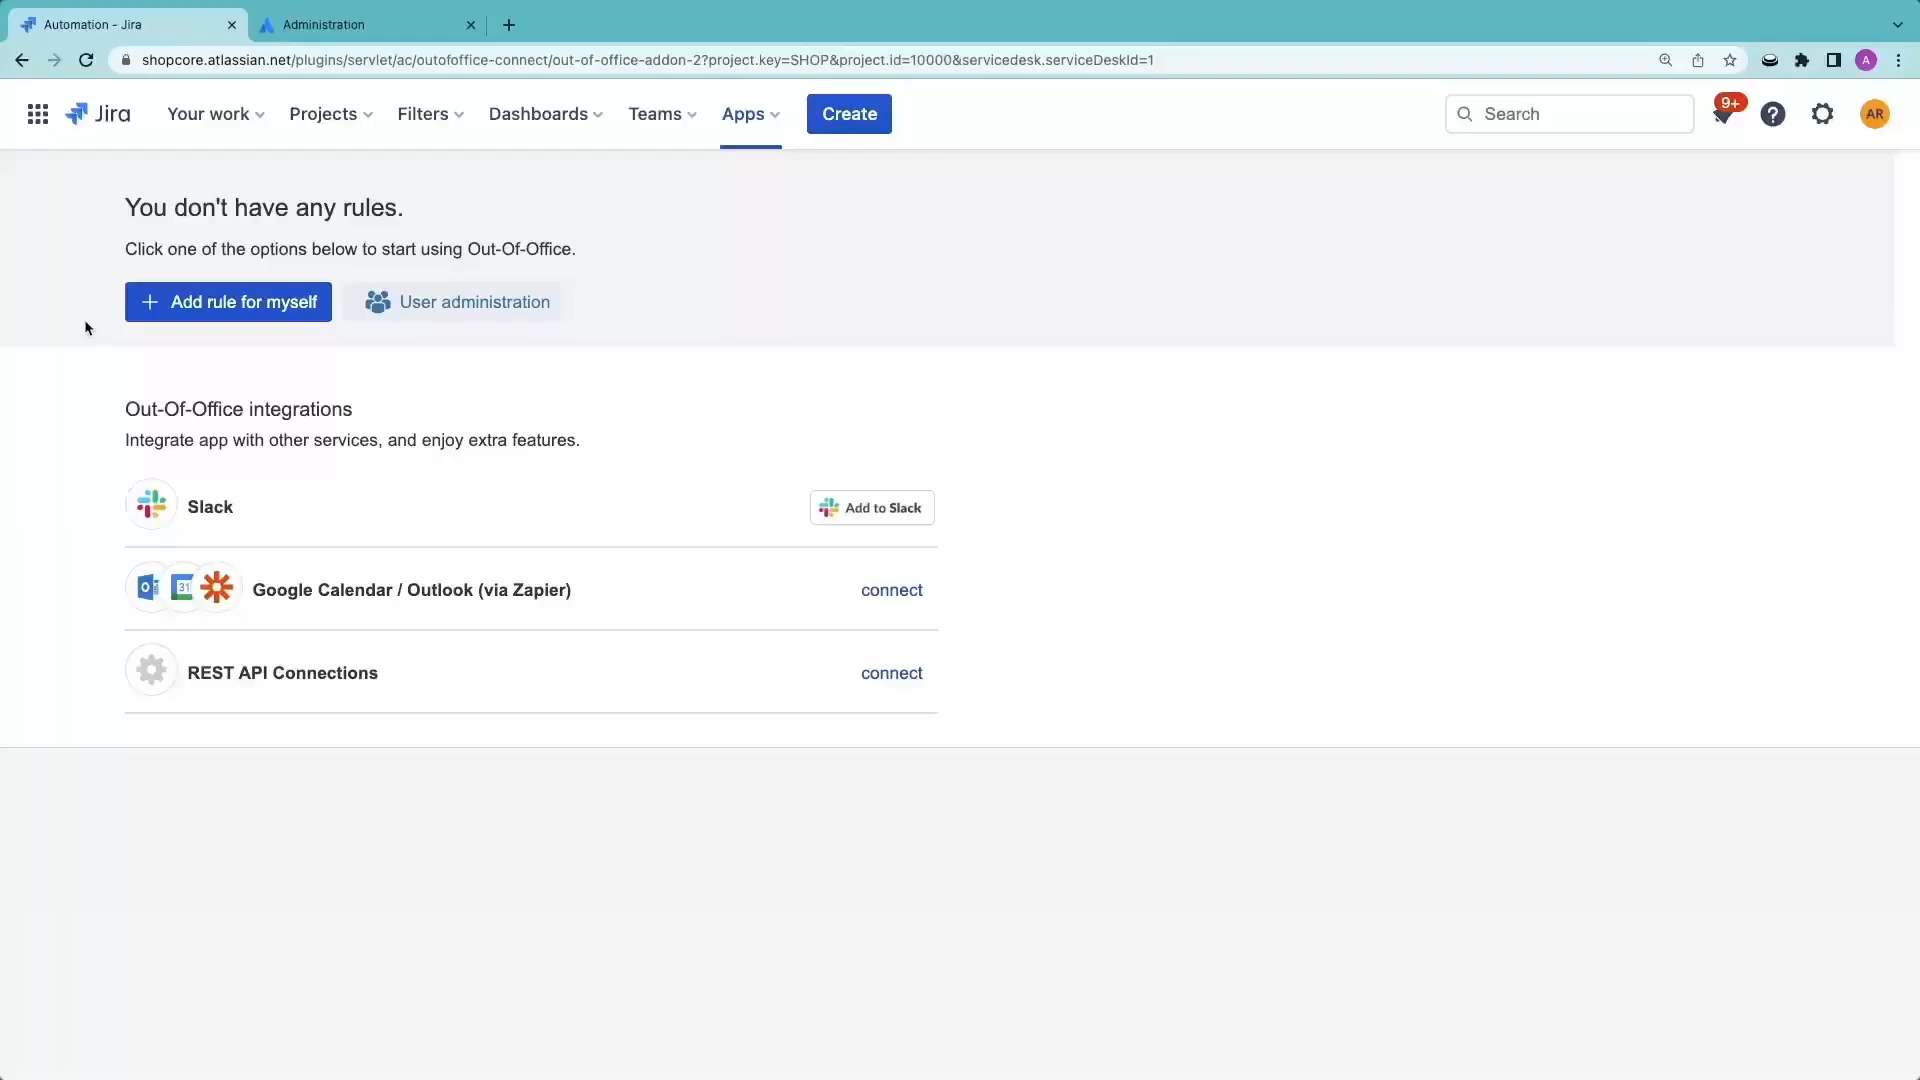 Automation - Jira
Administration
shopcore.atlassian.net/plugins/servlet/ac/outofoffice-connect/out-of-office-addon-2?project.key=SHOP&project.id=10000&servicedesk.serviceDeskId=1
A
Jira
Your work
Projects
Filters
Dashboards
Teams
Apps
Create
Search
9+
?
AR
You don't have any rules.
Click one of the options below to start using Out-Of-Office.
+ Add rule for myself
User administration
Out-Of-Office integrations
Integrate app with other services, and enjoy extra features.
Slack
Add to Slack
31
Google Calendar / Outlook (via Zapier)
connect
REST API Connections
connect